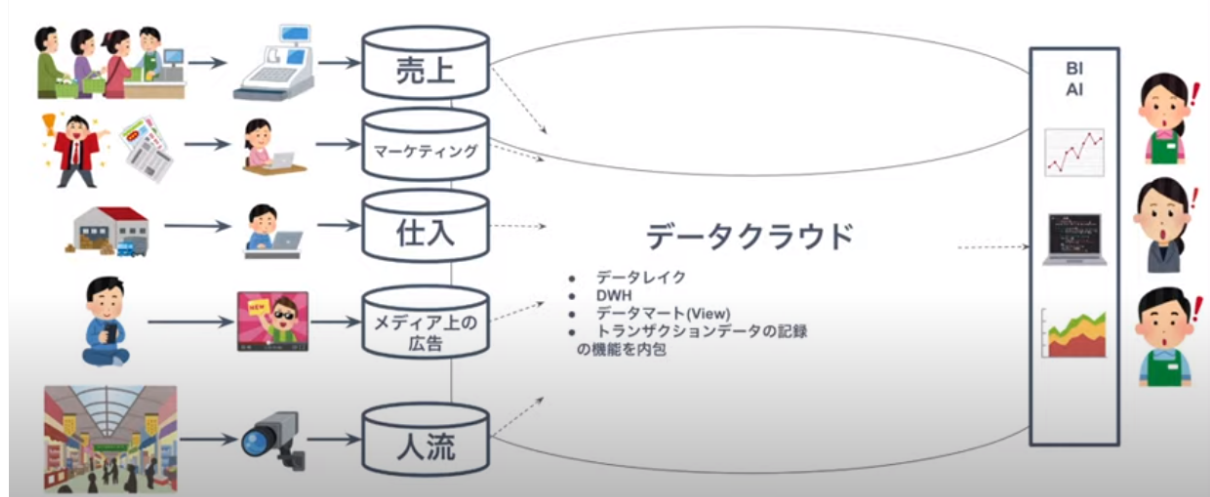 売上
マーケティング
仕入
メディア上の
広告
人流
データクラウド
● データレイク
● DWH
● データマート(View)
● トランザクションデータの記録
の機能を内包
BI
AI
NEW
!
!
!